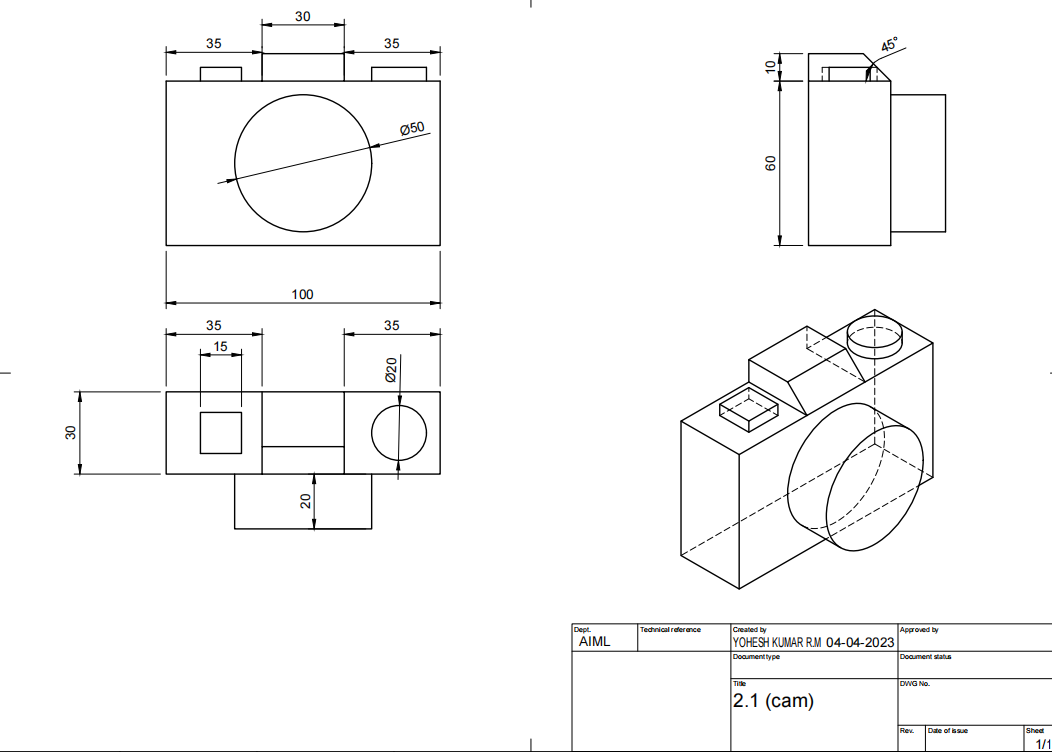 30
35
35
Ø50
45°
10
60
100
35
35
15
Ø20
30
20
Dept.
AIML
Technical reference
Created by
YOHESH KUMAR R.M 04-04-2023
Approved by
Document type
Document status
Title
2.1 (cam)
DWG No.
Rev.
Date of issue
Sheet
1/1